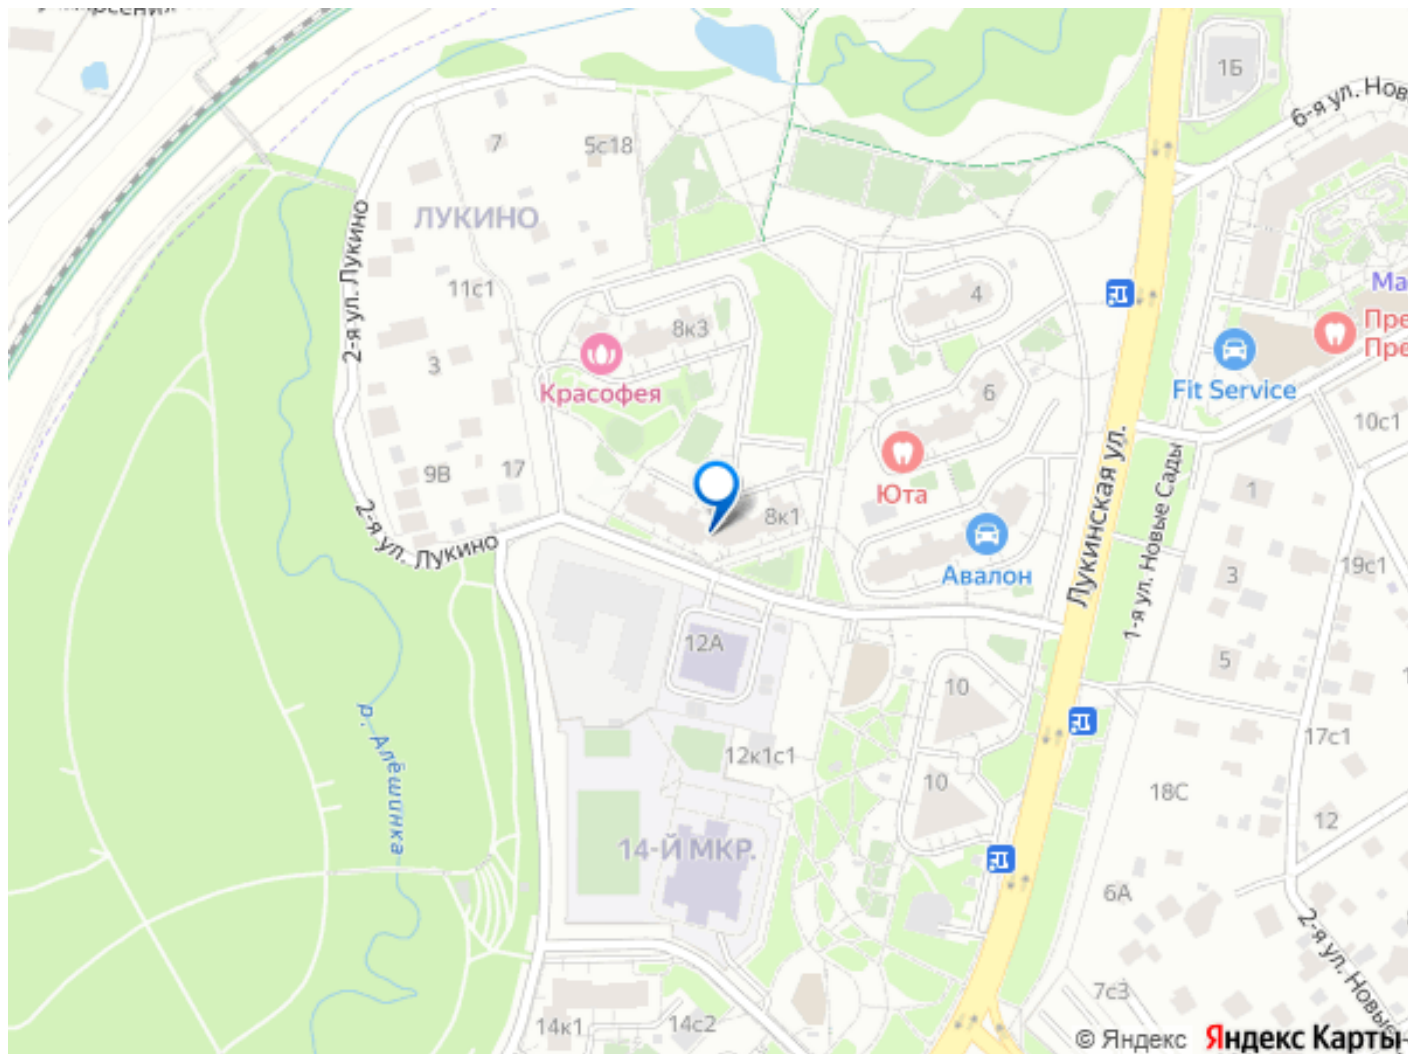 1Б
6-я ул. Нов
7
5с18
ЛУКИНО
2-я ул. Лукино
11с1
4
Ма
8к3
Пре
Пре
3
Красофея
6
Fit Service
10с1
9В
17
Юта
Лукинская ул.
1-я ул. Новые Сады
1
8к1
2-я ул. Лукино
Авалон
3
19с1
12А
5
10
р. Алёшинка
12к1с1
17с1
10
18С
12
14-Й МКР.
6А
2-я ул. Новые
7с3
14к1
14с2
© Яндекс Яндекс Карты